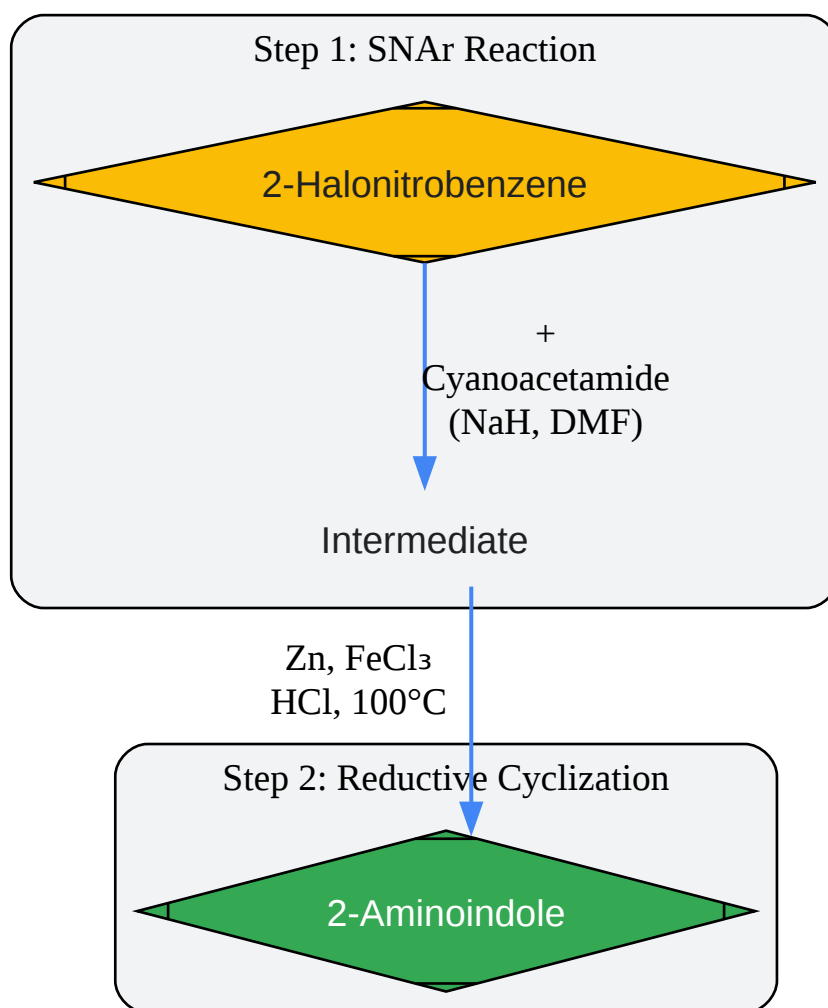 Step 1: SNAr Reaction
2-Halonitrobenzene
+
Cyanoacetamide
(NaH, DMF)
Intermediate
Zn, FeCl₃
HCl, 100°C
Step 2: Reductive Cyclization
2-Aminoindole